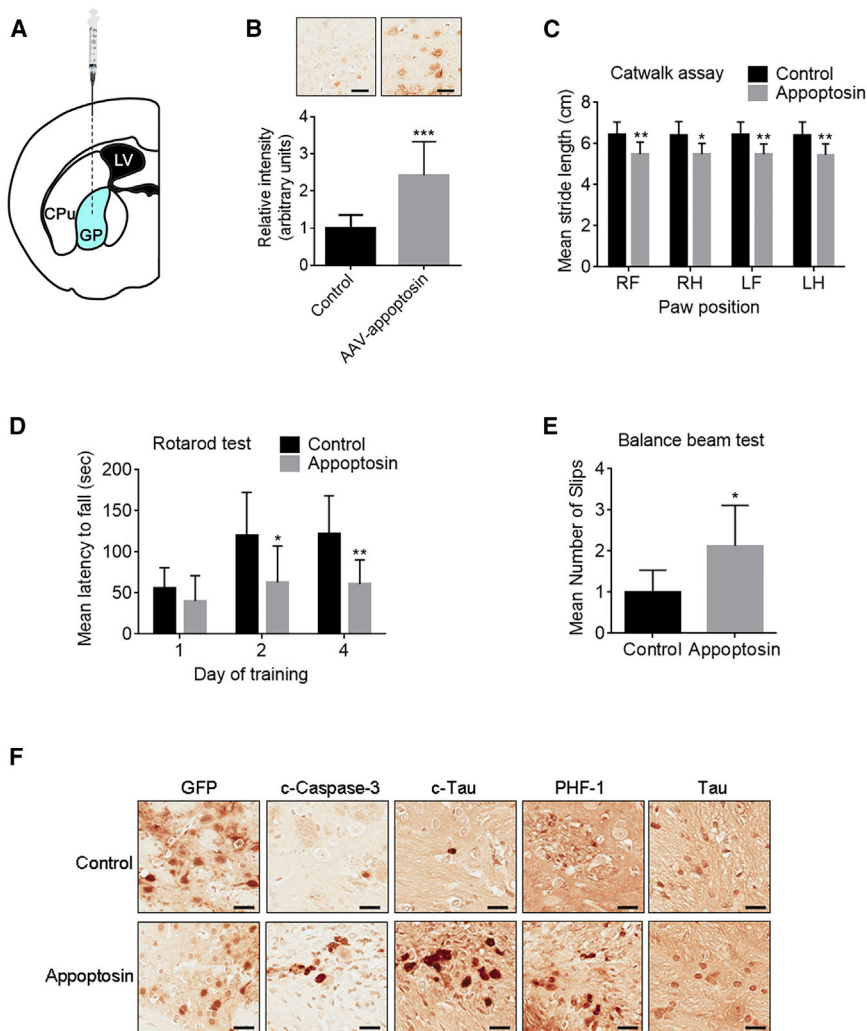 A
LV
CPu
GP
B
Relative intensity
(arbitrary units)
4
3
2
1
0
***
Control
AAV-appoptosin
C
Catwalk assay
Control
Appoptosin
Mean stride length (cm)
8
6
4
2
0
** * ** **
RF RH LF LH
Paw position
D
Rotarod test
Control
Appoptosin
Mean latency to fall (sec)
200
150
100
50
0
* **
1 2 4
Day of training
E
Balance beam test
Mean Number of Slips
4
3
2
1
0
*
Control Appoptosin
F
GFP c-Caspase-3 c-Tau PHF-1 Tau
Control
Appoptosin